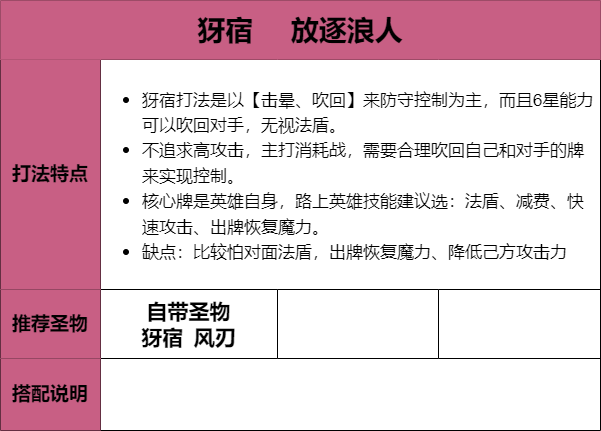 犽宿 放逐浪人
打法特点
• 犽宿打法是以【击晕、吹回】来防守控制为主，而且6星能力
可以吹回对手，无视法盾。
• 不追求高攻击，主打消耗战，需要合理吹回自己和对手的牌
来实现控制。
• 核心牌是英雄自身，路上英雄技能建议选：法盾、减费、快
速攻击、出牌恢复魔力。
• 缺点：比较怕对面法盾，出牌恢复魔力、降低己方攻击力
推荐圣物
自带圣物
犽宿 风刃
搭配说明